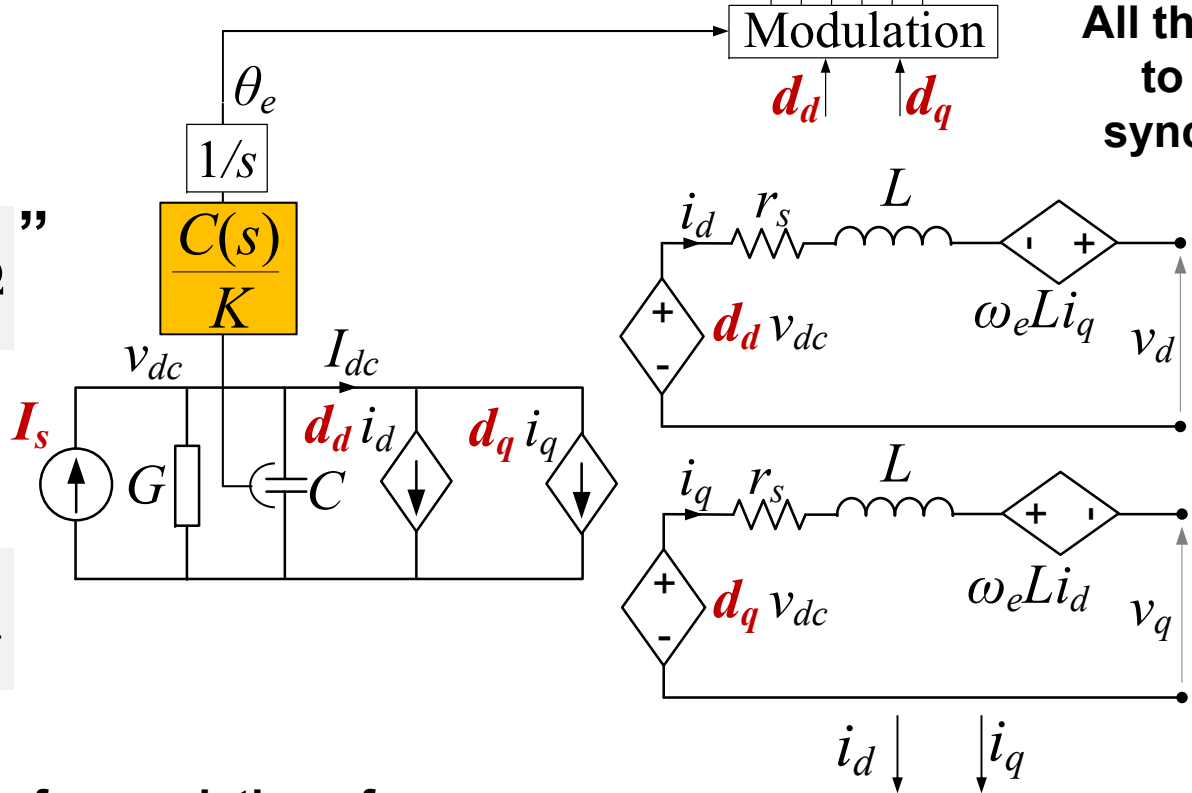 Modulation
All th
to
sync
θe
dd
dq
1/s
”
C(s)
K
id
rs
L
- +
ωeLiq
+
dd vdc
-
vd
vdc
Idc
Is
dd id
dq iq
G
C
iq
rs
L
+ -
ωeLid
+
dq vdc
-
vq
id
iq